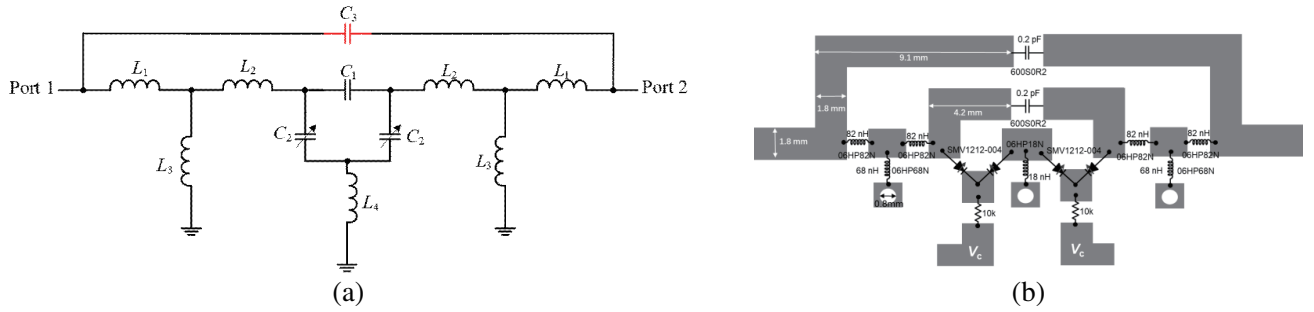 C3
Port 1
L1
L2
C1
L2
L1
Port 2
C2
C2
L3
L3
L4
(a)
0.2 pF
9.1 mm
600S0R2
0.2 pF
1.8 mm
4.2 mm
600S0R2
1.8 mm
82 nH
82 nH
82 nH
82 nH
06HP82N
06HP82N
SMV1212-004
06HP18N
SMV1212-004
06HP82N
06HP82N
68 nH
06HP68N
18 nH
68 nH
06HP68N
0.8mm
10k
10k
Vc
Vc
(b)